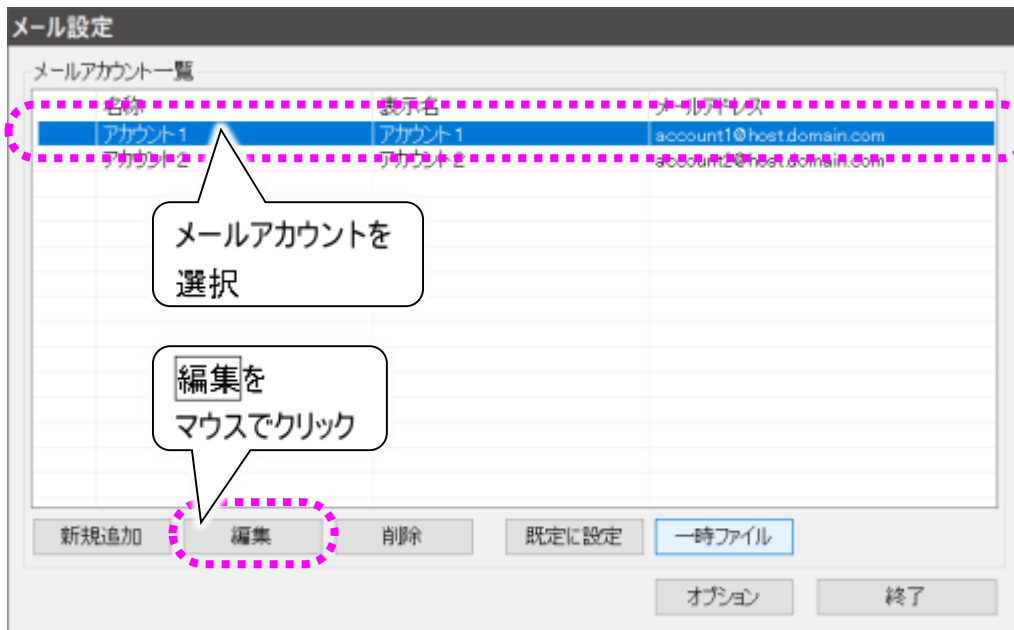 メール設定
メールアカウント一覧
名称 表示名 メールアドレス
アカウント1 アカウント1 account1@host.domain.com
アカウント2 アカウント2 account2@host.domain.com
メールアカウントを
選択
編集を
マウスでクリック
新規追加 編集 削除 既定に設定 一時ファイル
オプション 終了